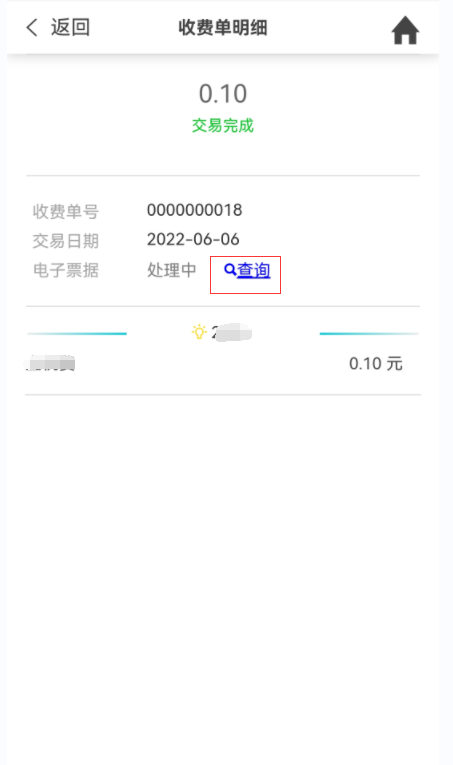 返回 收费单明细
0.10
交易完成
收费单号 0000000018
交易日期 2022-06-06
电子票据 处理中 查询
0.10 元